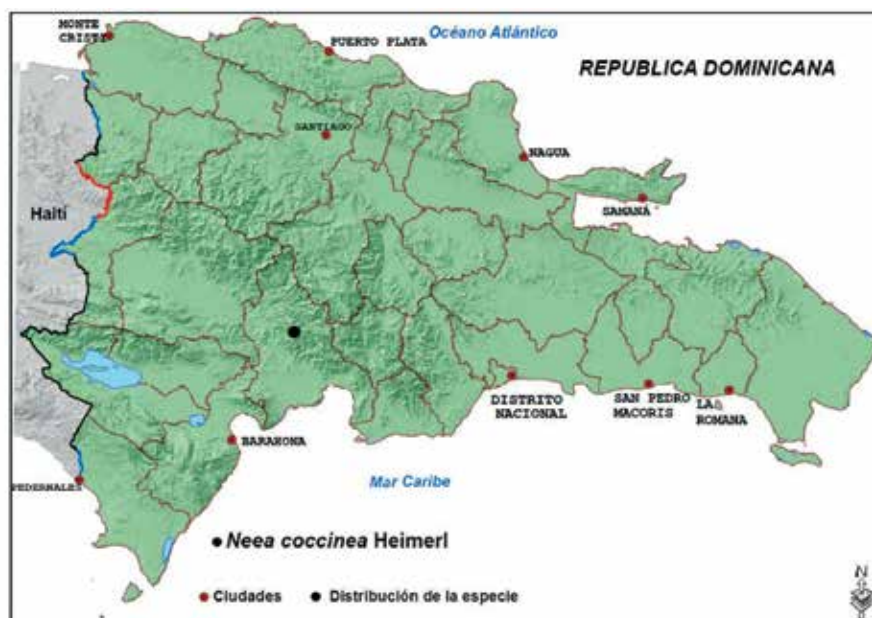 MONTE
CRISTI
PUERTO PLATA
Océano Atlántico
REPUBLICA DOMINICANA
SANTIAGO
NAGUA
SAMANÁ
Haití
DISTRITO
NACIONAL
SAN PEDRO
MACORIS
LA
ROMANA
BARAHONA
PEDERNALES
Mar Caribe
Neea coccinea Heimerl
Ciudades
Distribución de la especie
N